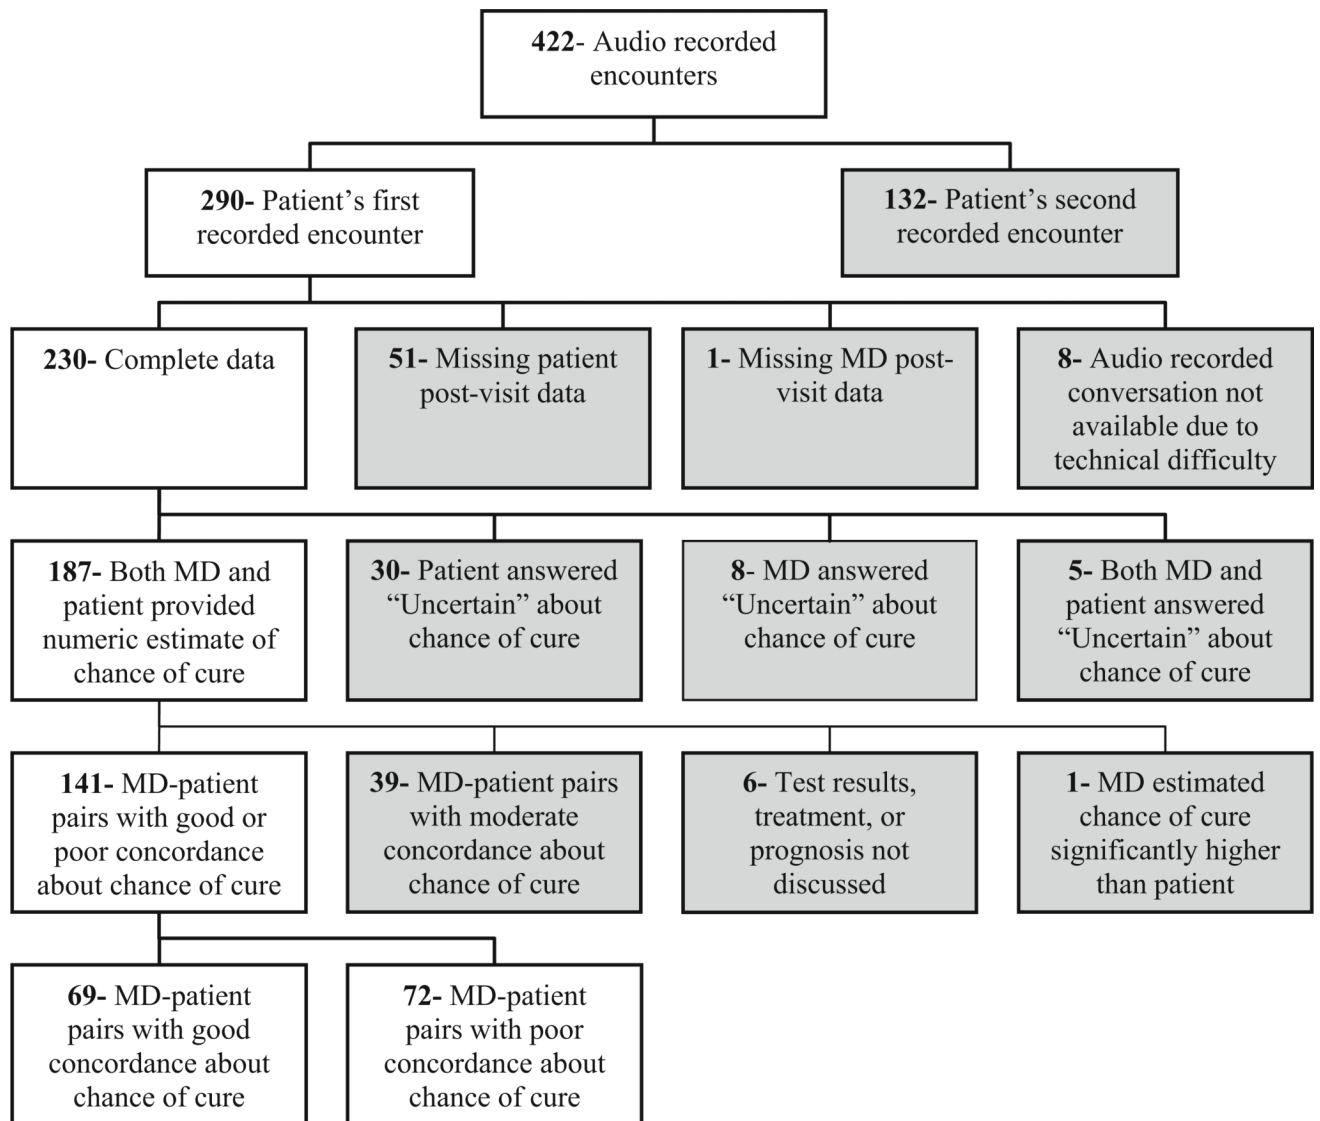 422- Audio recorded
encounters
290- Patient’s first
recorded encounter
132- Patient’s second
recorded encounter
230- Complete data
51- Missing patient
post-visit data
1- Missing MD post-
visit data
8- Audio recorded
conversation not
available due to
technical difficulty
187- Both MD and
patient provided
numeric estimate of
chance of cure
30- Patient answered
“Uncertain” about
chance of cure
8- MD answered
“Uncertain” about
chance of cure
5- Both MD and
patient answered
“Uncertain” about
chance of cure
141- MD-patient
pairs with good or
poor concordance
about chance of cure
39- MD-patient pairs
with moderate
concordance about
chance of cure
6- Test results,
treatment, or
prognosis not
discussed
1- MD estimated
chance of cure
significantly higher
than patient
69- MD-patient
pairs with good
concordance about
chance of cure
72- MD-patient
pairs with poor
concordance about
chance of cure